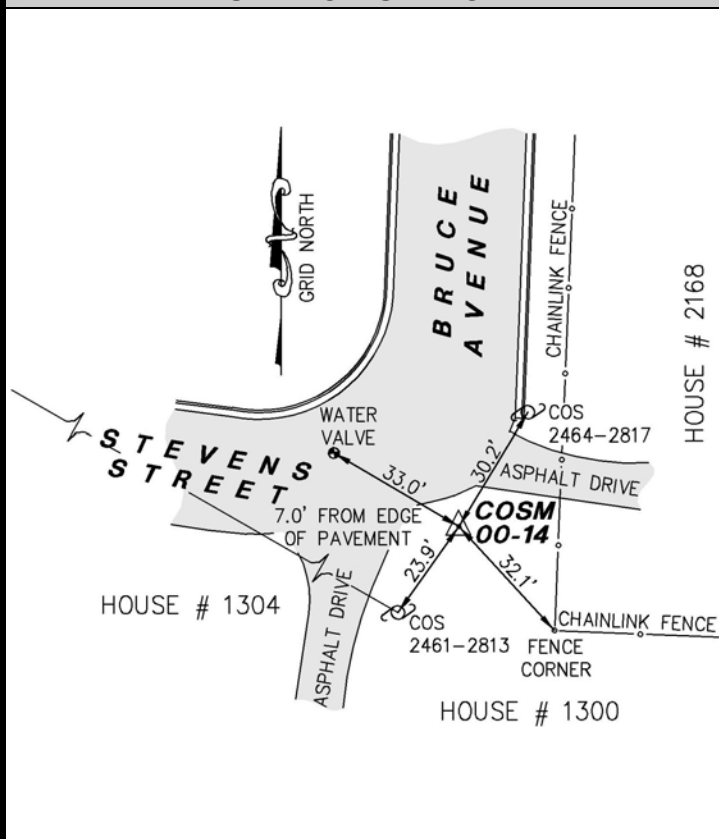 GRID NORTH
BRUCE
AVENUE
CHAINLINK FENCE
HOUSE # 2168
WATER
VALVE
COS
2464-2817
STEVENS
STREET
33.0'
30.2'
ASPHALT DRIVE
7.0' FROM EDGE
OF PAVEMENT
COSM
00-14
23.9'
32.1'
HOUSE # 1304
ASPHALT DRIVE
COS
2461-2813
FENCE
CORNER
CHAINLINK FENCE
HOUSE # 1300